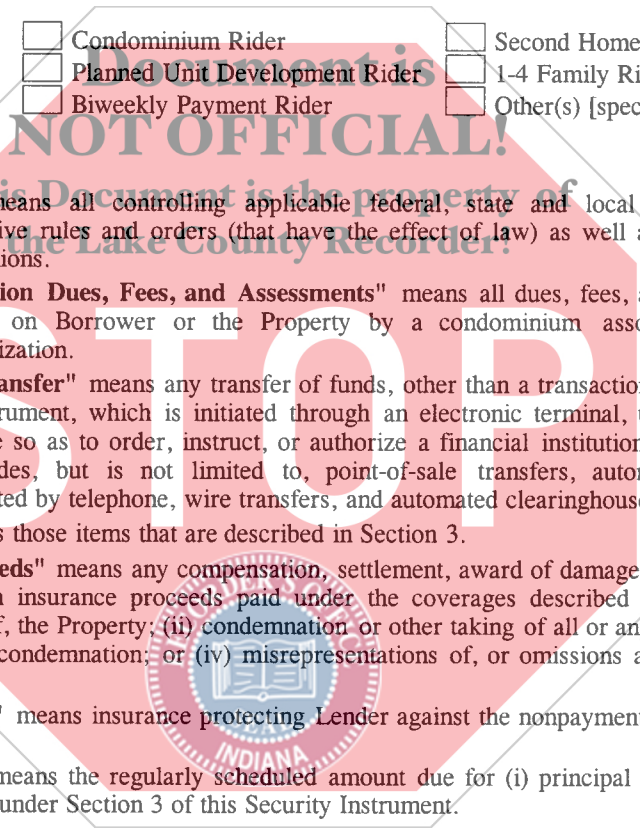 Condominium Rider Second Home
Planned Unit Development Rider 1-4 Family Ri
Biweekly Payment Rider Other(s) [spec
Document is
NOT OFFICIAL!
is Document is the property of
the Lake County Recorder!
neans all controlling applicable federal, state and local
ive rules and orders (that have the effect of law) as well a
ions.
ion Dues, Fees, and Assessments" means all dues, fees, a
on Borrower or the Property by a condominium asso
ization.
ansfer" means any transfer of funds, other than a transaction
trument, which is initiated through an electronic terminal, t
e so as to order, instruct, or authorize a financial institution
des, but is not limited to, point-of-sale transfers, autor
ted by telephone, wire transfers, and automated clearinghouse
s those items that are described in Section 3.
STOP
eds" means any compensation, settlement, award of damage
n insurance proceeds paid under the coverages described
f, the Property; (ii) condemnation or other taking of all or an
condemnation; or (iv) misrepresentations of, or omissions a
" means insurance protecting Lender against the nonpayment
neans the regularly scheduled amount due for (i) principal
under Section 3 of this Security Instrument.
SEAL
INDIANA